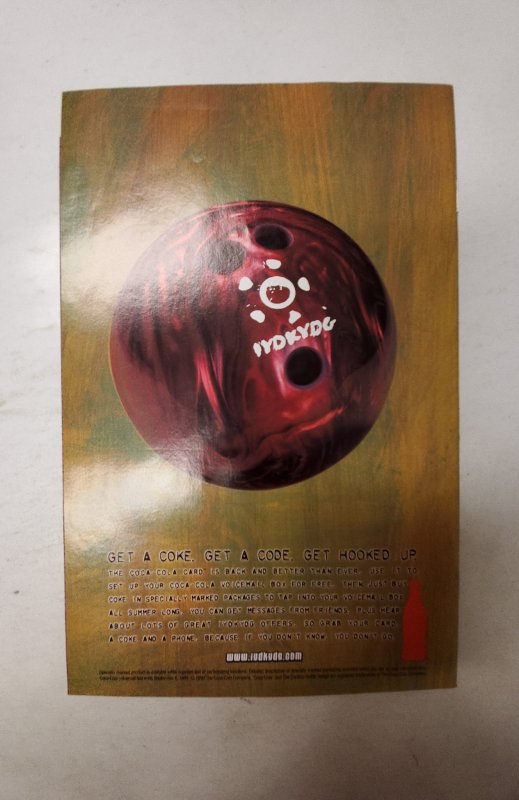 IYDKYDG
GET A COKE, GET A CODE, GET HOOKED UP
THE COCA-COLA CARD IS BACK AND BETTER THAN EVER. USE IT TO
SET UP YOUR COCA-COLA VOICEMAIL BOX FOR FREE. THEN JUST BUY
COKE IN SPECIALLY MARKED PACKAGES TO TAP INTO YOUR VOICEMAIL BOX
ALL SUMMER LONG. YOU CAN GET MESSAGES FROM FRIENDS, PLUS HEAR
ABOUT LOTS OF GREAT IYDKYDG OFFERS. SO GRAB YOUR CARD,
A COKE AND A PHONE, BECAUSE IF YOU DON'T KNOW, YOU DON'T GO.
www.iydkydg.com